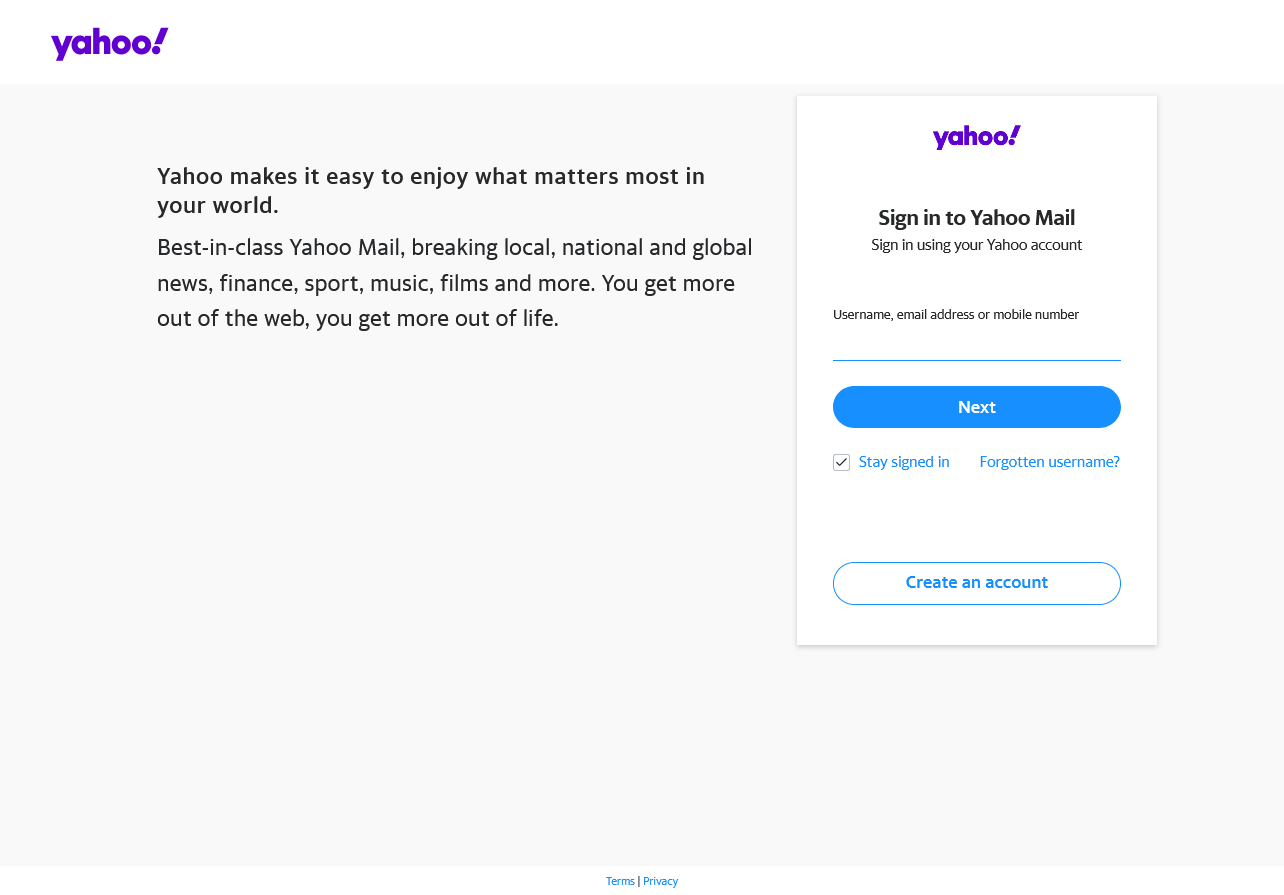 yahoo!
Yahoo makes it easy to enjoy what matters most in
your world.
Best-in-class Yahoo Mail, breaking local, national and global
news, finance, sport, music, films and more. You get more
out of the web, you get more out of life.
yahoo!
Sign in to Yahoo Mail
Sign in using your Yahoo account
Username, email address or mobile number
Next
Stay signed in Forgotten username?
Create an account
Terms | Privacy